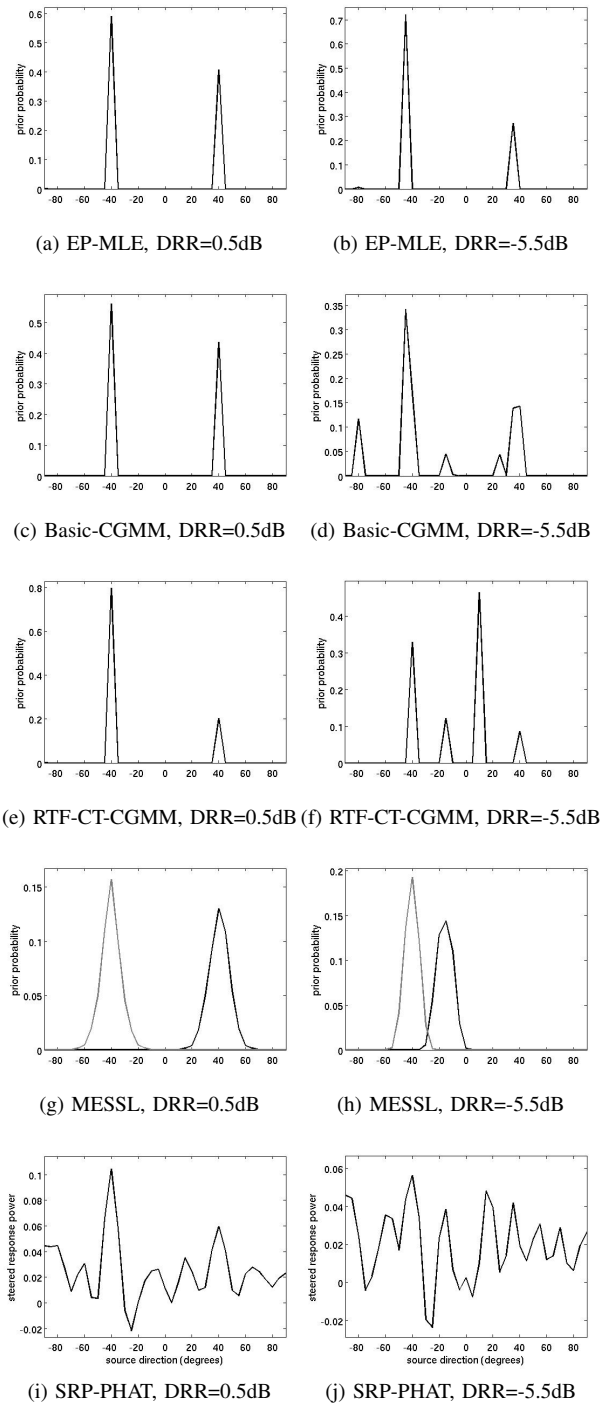 0.6
0.5
0.4
0.3
0.2
0.1
0
prior probability
-80 -60 -40 -20 0 20 40 60 80
(a) EP-MLE, DRR=0.5dB
0.7
0.6
0.5
0.4
0.3
0.2
0.1
0
prior probability
-80 -60 -40 -20 0 20 40 60 80
(b) EP-MLE, DRR=-5.5dB
0.5
0.4
0.3
0.2
0.1
0
prior probability
-80 -60 -40 -20 0 20 40 60 80
(c) Basic-CGMM, DRR=0.5dB
0.35
0.3
0.25
0.2
0.15
0.1
0.05
0
prior probability
-80 -60 -40 -20 0 20 40 60 80
(d) Basic-CGMM, DRR=-5.5dB
0.8
0.6
0.4
0.2
0
prior probability
-80 -60 -40 -20 0 20 40 60 80
(e) RTF-CT-CGMM, DRR=0.5dB
0.4
0.3
0.2
0.1
0
prior probability
-80 -60 -40 -20 0 20 40 60 80
(f) RTF-CT-CGMM, DRR=-5.5dB
0.15
0.1
0.05
0
prior probability
-80 -60 -40 -20 0 20 40 60 80
(g) MESSL, DRR=0.5dB
0.2
0.15
0.1
0.05
0
prior probability
-80 -60 -40 -20 0 20 40 60 80
(h) MESSL, DRR=-5.5dB
0.1
0.08
0.06
0.04
0.02
0
-0.02
steered response power
-80 -60 -40 -20 0 20 40 60 80
source direction (degrees)
(i) SRP-PHAT, DRR=0.5dB
0.06
0.04
0.02
0
-0.02
steered response power
-80 -60 -40 -20 0 20 40 60 80
source direction (degrees)
(j) SRP-PHAT, DRR=-5.5dB